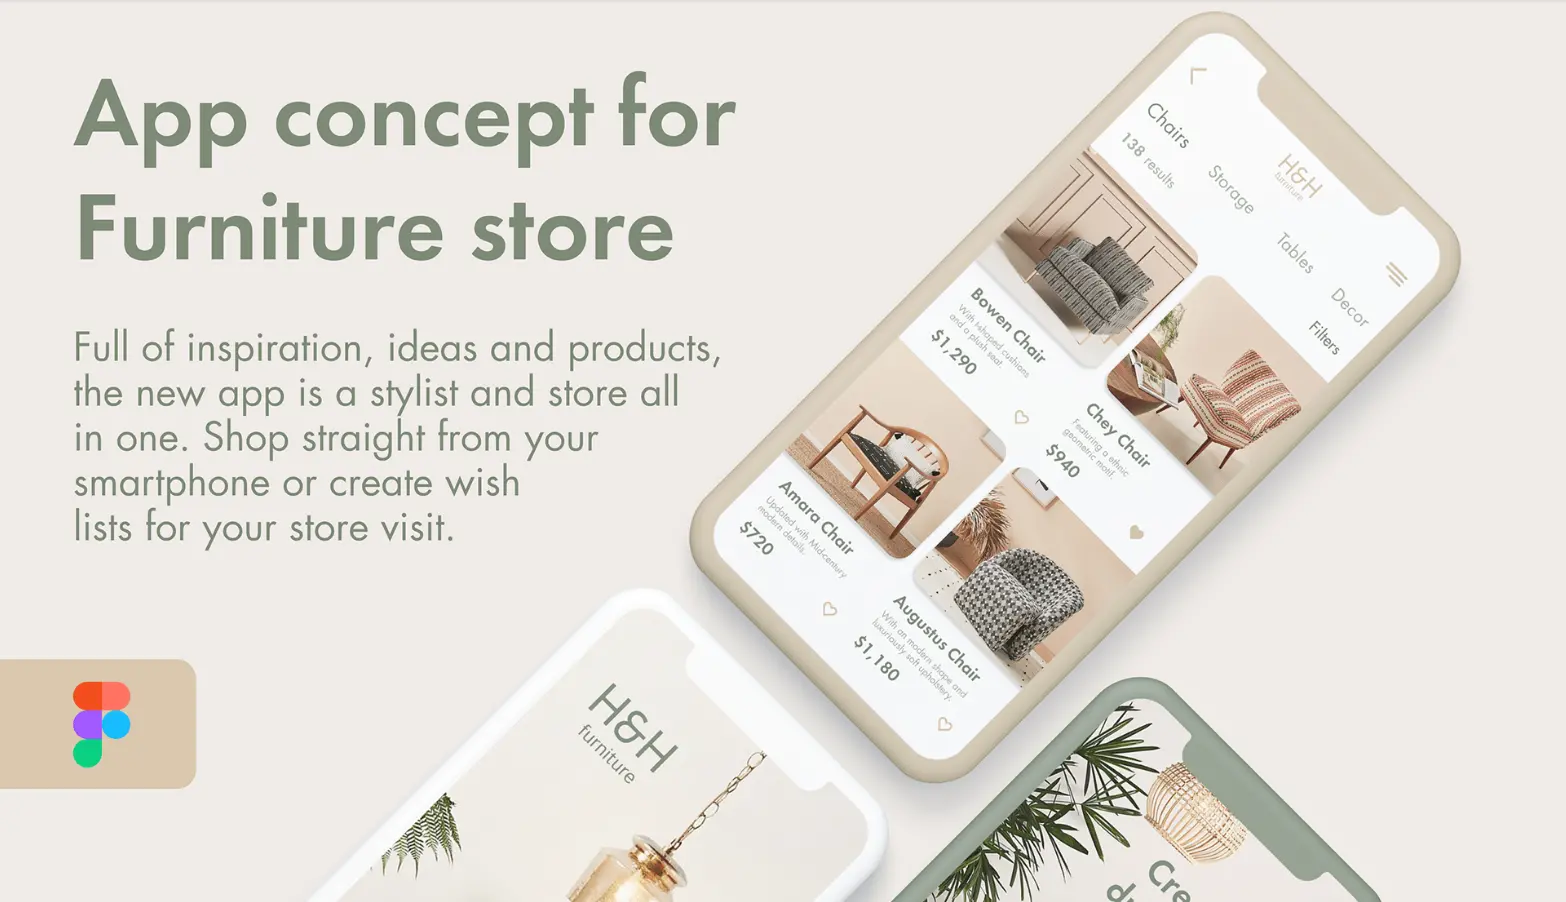 App concept for
Furniture store
Full of inspiration, ideas and products,
the new app is a stylist and store all
in one. Shop straight from your
smartphone or create wish
lists for your store visit.
H&H
furniture
Chairs
Storage
Tables
Decor
138 results
Filters
Bowen Chair
With t-shaped cushions
and a plush seat.
$1,290
Chey Chair
Featuring a ethnic
geometric motif.
$940
Amara Chair
Updated with Mid-century
modern details.
$720
Augustus Chair
With an modern shape and
luxuriously soft upholstery.
$1,180
H&H
furniture
Cre